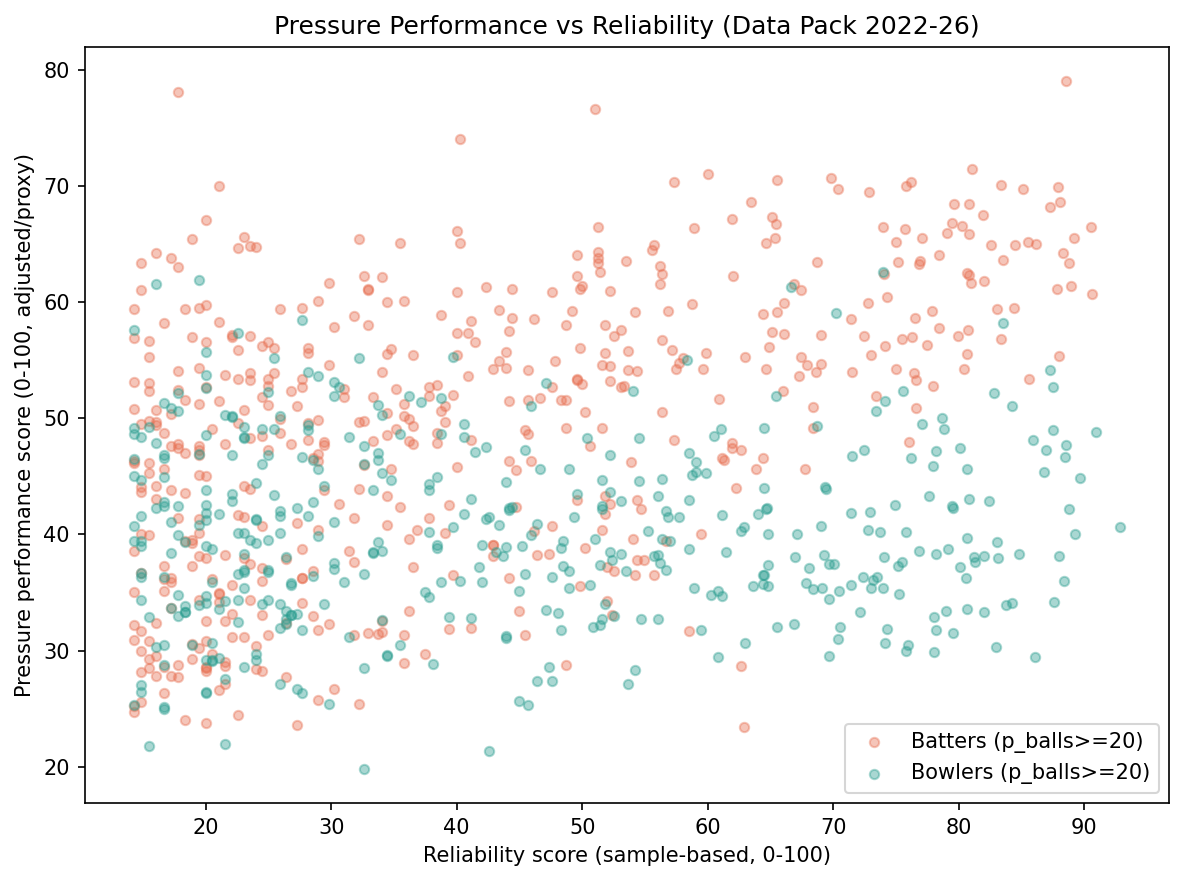 Pressure Performance vs Reliability (Data Pack 2022-26)
Pressure performance score (0-100, adjusted/proxy)
80
70
60
50
40
30
20
20 30 40 50 60 70 80 90
Reliability score (sample-based, 0-100)
Batters (p_balls>=20)
Bowlers (p_balls>=20)